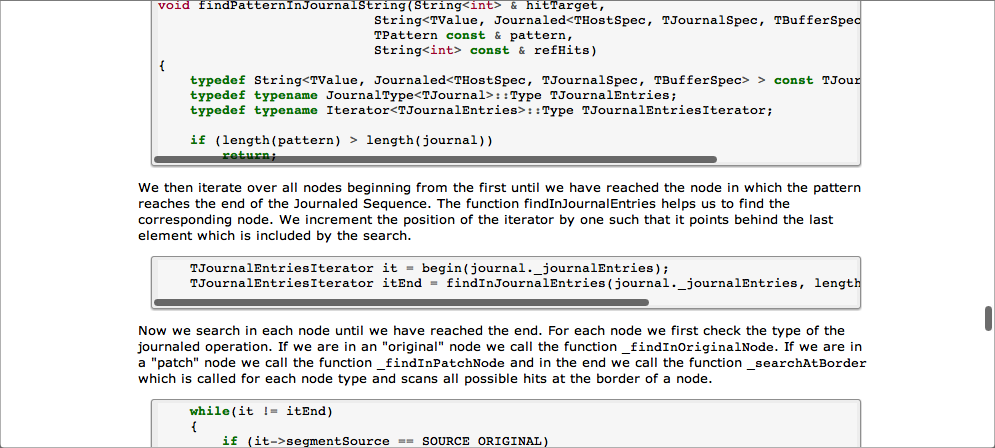 void findPatternInJournalString(String<int> & hitTarget,
String<TValue, Journaled<THostSpec, TJournalSpec, TBufferSpec
TPattern const & pattern,
String<int> const & refHits)
{
typedef String<TValue, Journaled<THostSpec, TJournalSpec, TBufferSpec> > const TJour
typedef typename JournalType<TJournal>::Type TJournalEntries;
typedef typename Iterator<TJournalEntries>::Type TJournalEntriesIterator;
if (length(pattern) > length(journal))
return;
We then iterate over all nodes beginning from the first until we have reached the node in which the pattern
reaches the end of the Journaled Sequence. The function findInJournalEntries helps us to find the
corresponding node. We increment the position of the iterator by one such that it points behind the last
element which is included by the search.
TJournalEntriesIterator it = begin(journal._journalEntries);
TJournalEntriesIterator itEnd = findInJournalEntries(journal._journalEntries, length
Now we search in each node until we have reached the end. For each node we first check the type of the
journaled operation. If we are in an "original" node we call the function _findInOriginalNode. If we are in
a "patch" node we call the function _findInPatchNode and in the end we call the function _searchAtBorder
which is called for each node type and scans all possible hits at the border of a node.
while(it != itEnd)
{
if (it->segmentSource == SOURCE_ORIGINAL)